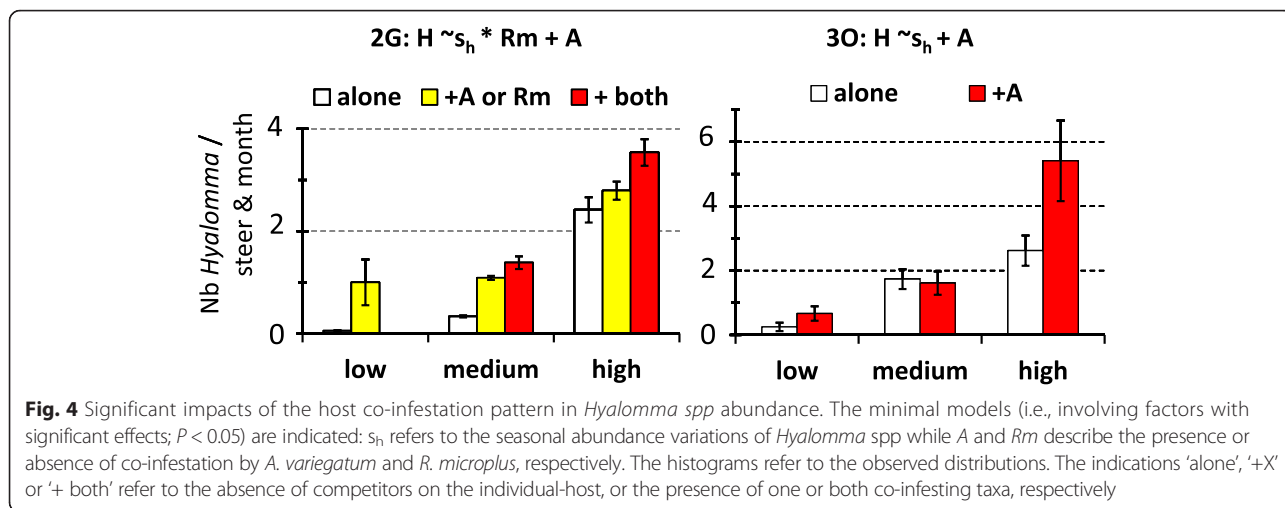 2G: H ~sh * Rm + A
3O: H ~sh + A
alone +A or Rm + both
alone +A
Nb Hyalomma /
steer & month
4
2
0
low medium high
6
4
2
0
low medium high
Fig. 4 Significant impacts of the host co-infestation pattern in Hyalomma spp abundance. The minimal models (i.e., involving factors with
significant effects; P < 0.05) are indicated: sh refers to the seasonal abundance variations of Hyalomma spp while A and Rm describe the presence or
absence of co-infestation by A. variegatum and R. microplus, respectively. The histograms refer to the observed distributions. The indications ‘alone’, ‘+X’
or ‘+ both’ refer to the absence of competitors on the individual-host, or the presence of one or both co-infesting taxa, respectively